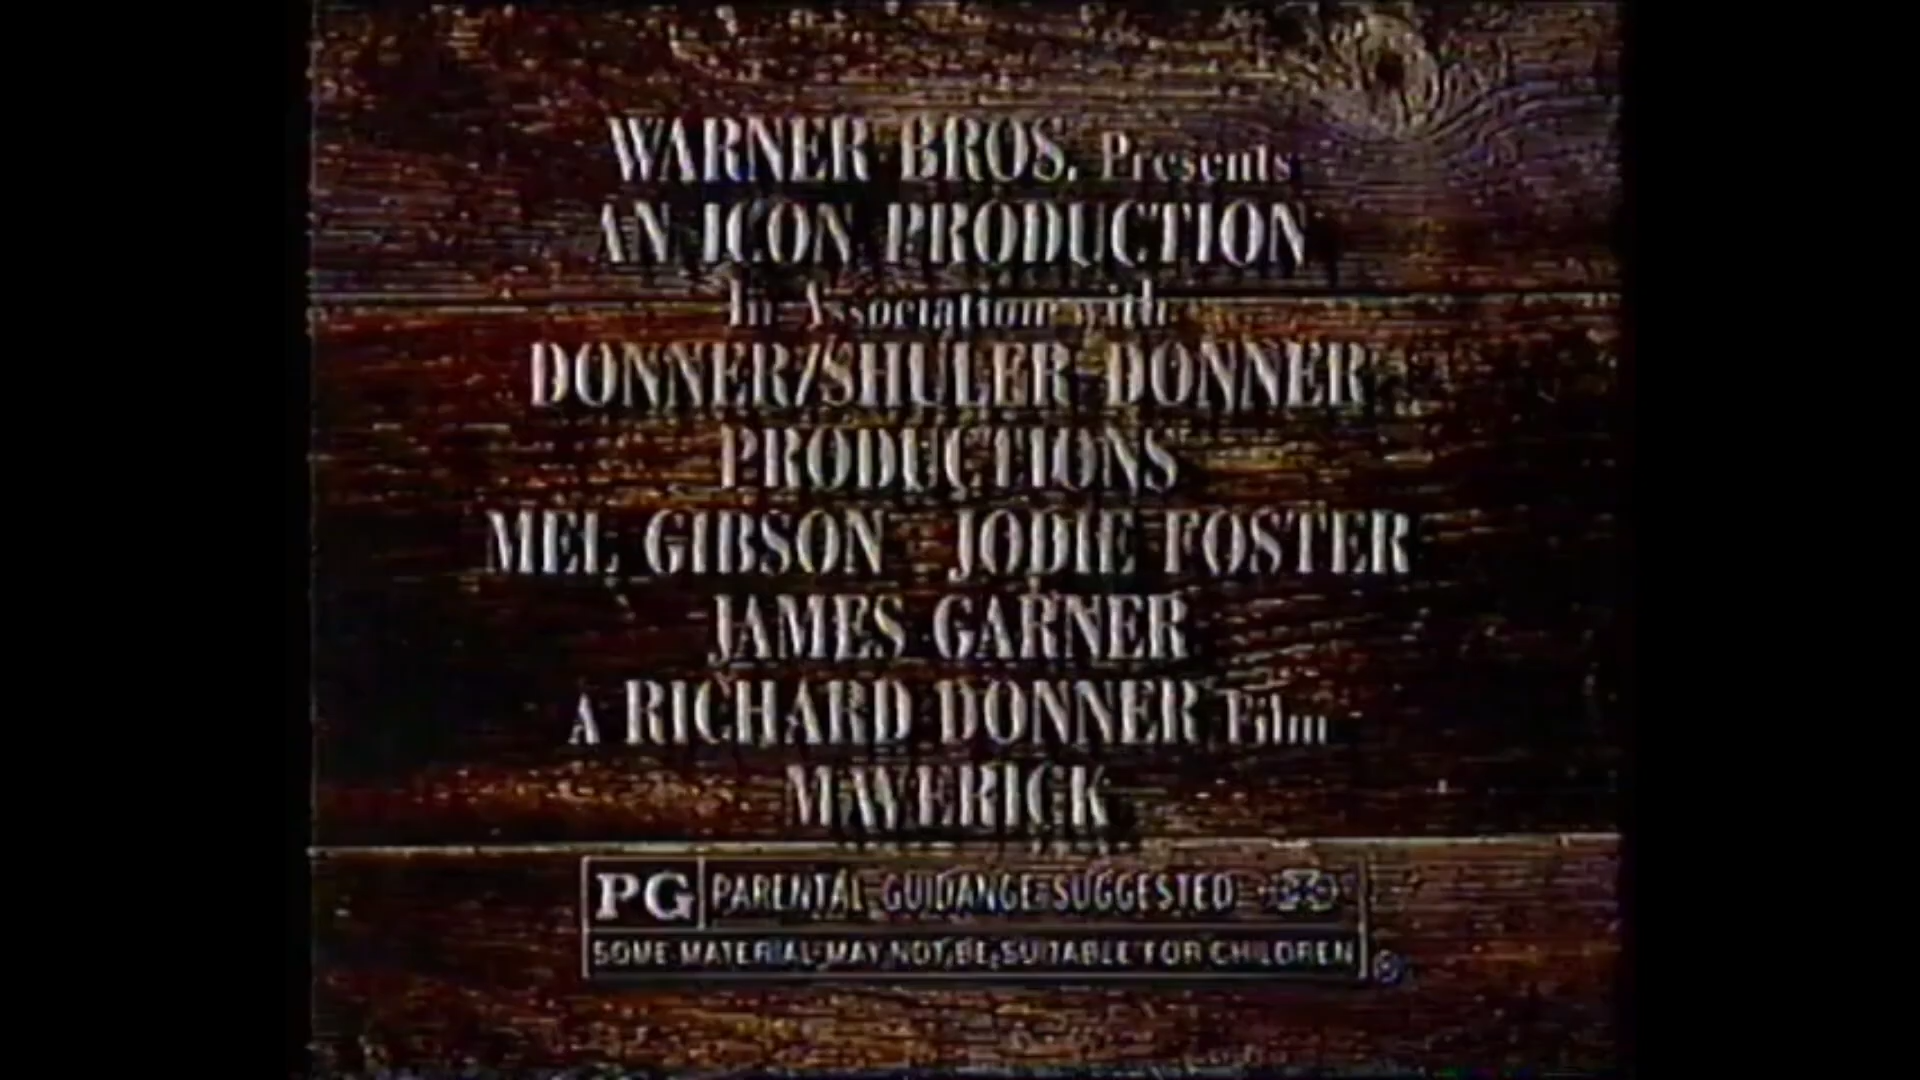 WARNER BROS. Presents
AN ICON PRODUCTION
In Association with
DONNER/SHULER DONNER
PRODUCTIONS
MEL GIBSON JODIE FOSTER
JAMES GARNER
A RICHARD DONNER Film
MAVERICK
PG PARENTAL GUIDANCE SUGGESTED
SOME MATERIAL MAY NOT BE SUITABLE FOR CHILDREN ®